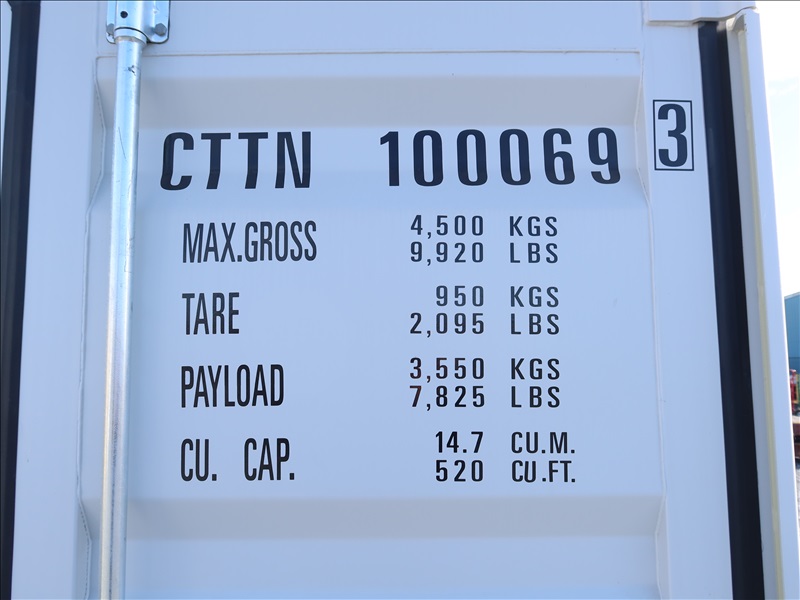 CTTN 100069 3
MAX.GROSS 4,500 KGS
9,920 LBS
TARE 950 KGS
2,095 LBS
PAYLOAD 3,550 KGS
7,825 LBS
CU. CAP. 14.7 CU.M.
520 CU.FT.